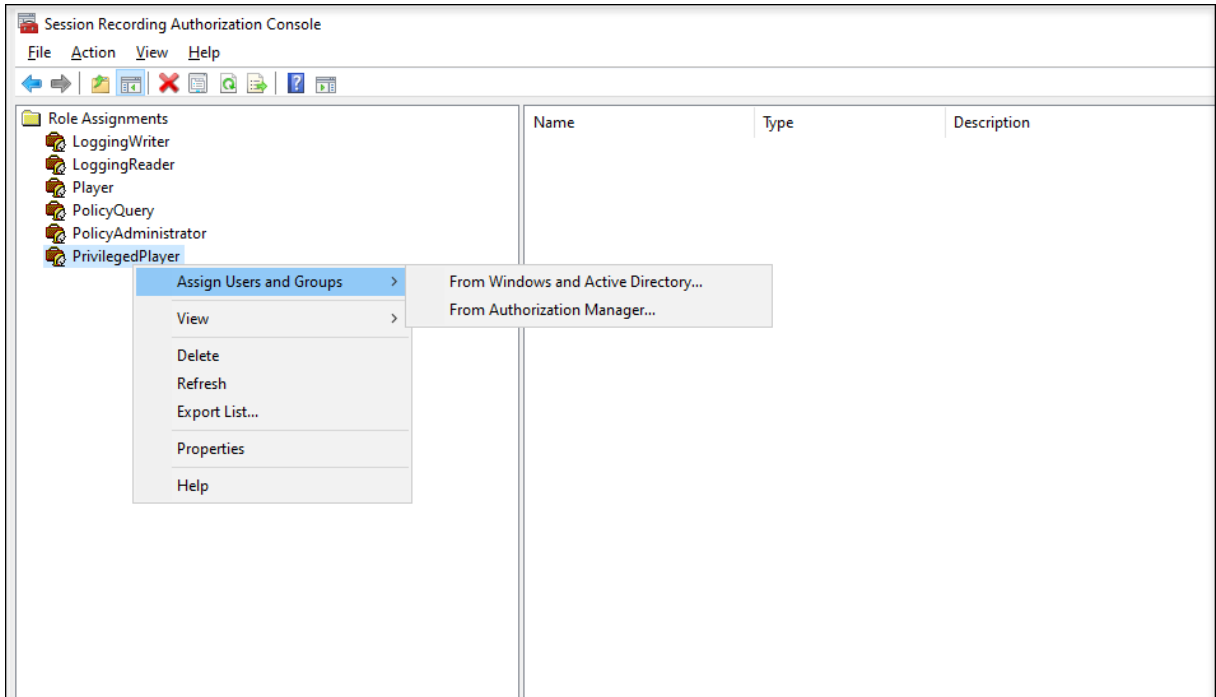 Session Recording Authorization Console
File Action View Help
Role Assignments
LoggingWriter
LoggingReader
Player
PolicyQuery
PolicyAdministrator
PrivilegedPlayer
Name Type Description
Assign Users and Groups
View
Delete
Refresh
Export List...
Properties
Help
From Windows and Active Directory...
From Authorization Manager...